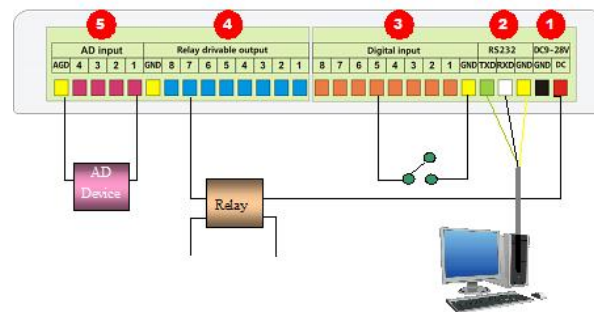 5 4 3 2 1
AD input Relay drivable output Digital input RS232 DC9~28V
AGD 4 3 2 1 GND 8 7 6 5 4 3 2 1 8 7 6 5 4 3 2 1 GND TXD RXD GND GND DC
AD
Device
Relay